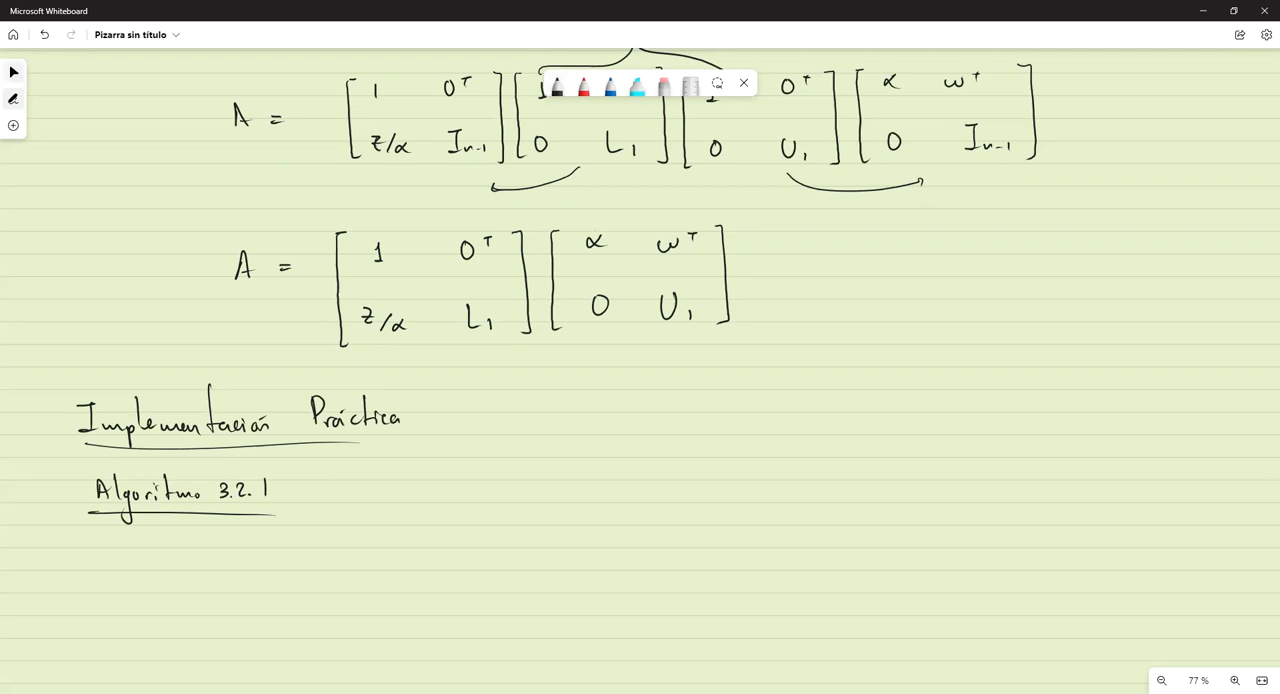 Microsoft Whiteboard
Pizarra sin título
A = [ 1 0ᵀ ; z/α Iₙ₋₁ ] [ 1 ; 0 L₁ ] [ 1 0ᵀ ; 0 U₁ ] [ α wᵀ ; 0 Iₙ₋₁ ]
A = [ 1 0ᵀ ; z/α L₁ ] [ α wᵀ ; 0 U₁ ]
Implementación Práctica
Algoritmo 3.2.1
77 %